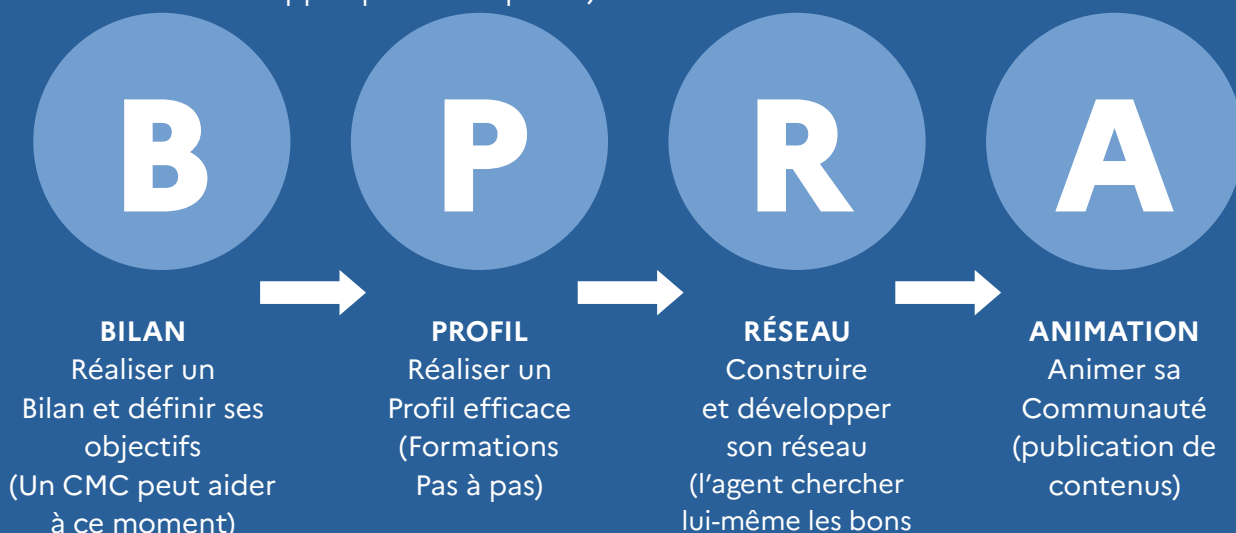 B P R A
BILAN
Réaliser un
Bilan et définir ses
objectifs
(Un CMC peut aider
à ce moment)
PROFIL
Réaliser un
Profil efficace
(Formations
Pas à pas)
RÉSEAU
Construire
et développer
son réseau
(l'agent chercher
lui-même les bons
ANIMATION
Animer sa
Communauté
(publication de
contenus)